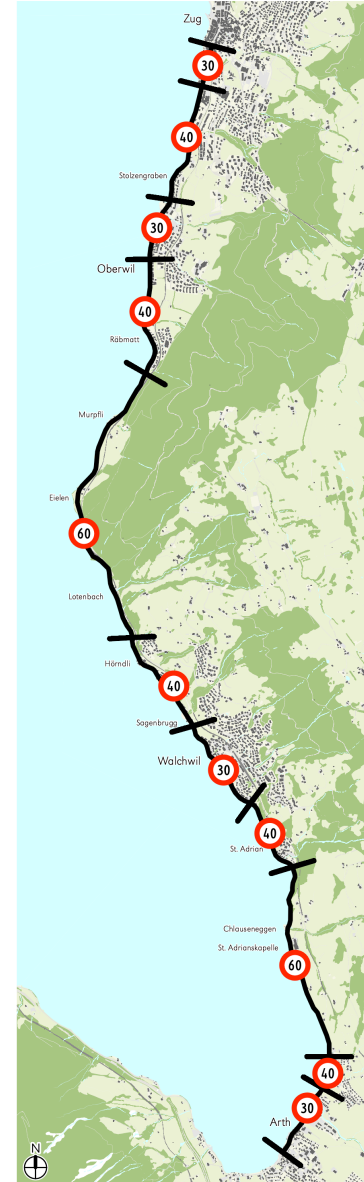 Zug
30
40
Stolzengraben
30
Oberwil
40
Räbmatt
Murpfli
Eielen
60
Lotenbach
Hörndli
40
Sagenbrugg
Walchwil
30
40
St. Adrian
Chlauseneggen
St. Adrianskapelle
60
40
30
Arth
N